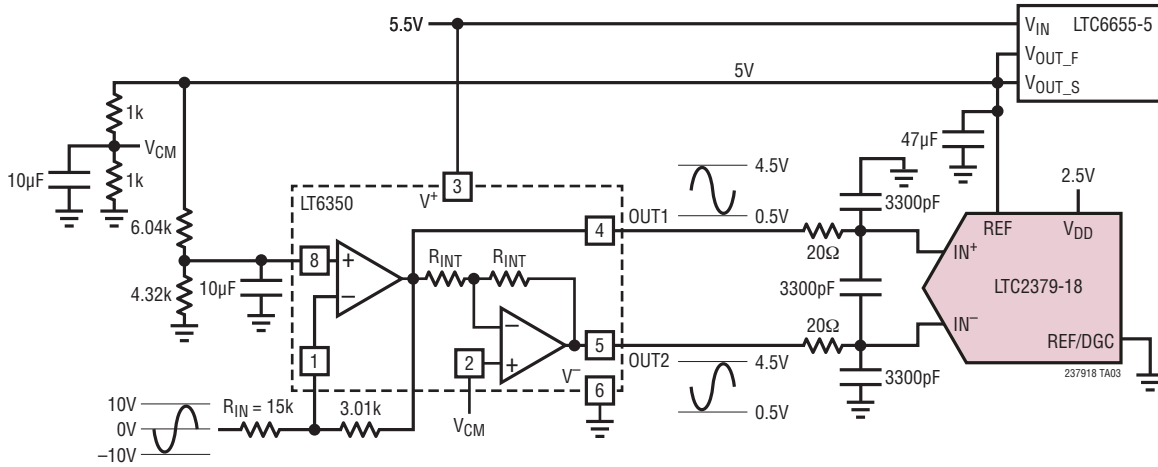 5.5V
VIN
LTC6655-5
VOUT_F
5V
VOUT_S
1k
VCM
10µF
1k
47µF
4.5V
0.5V
2.5V
LT6350
V+
3
3300pF
6.04k
4
OUT1
REF
VDD
8
+
RINT
RINT
20Ω
IN+
4.32k
10µF
−
3300pF
LTC2379-18
−
20Ω
IN−
1
2
+
5
OUT2
REF/DGC
V−
4.5V
3300pF
237918 TA03
6
10V
RIN = 15k
3.01k
VCM
0.5V
0V
−10V